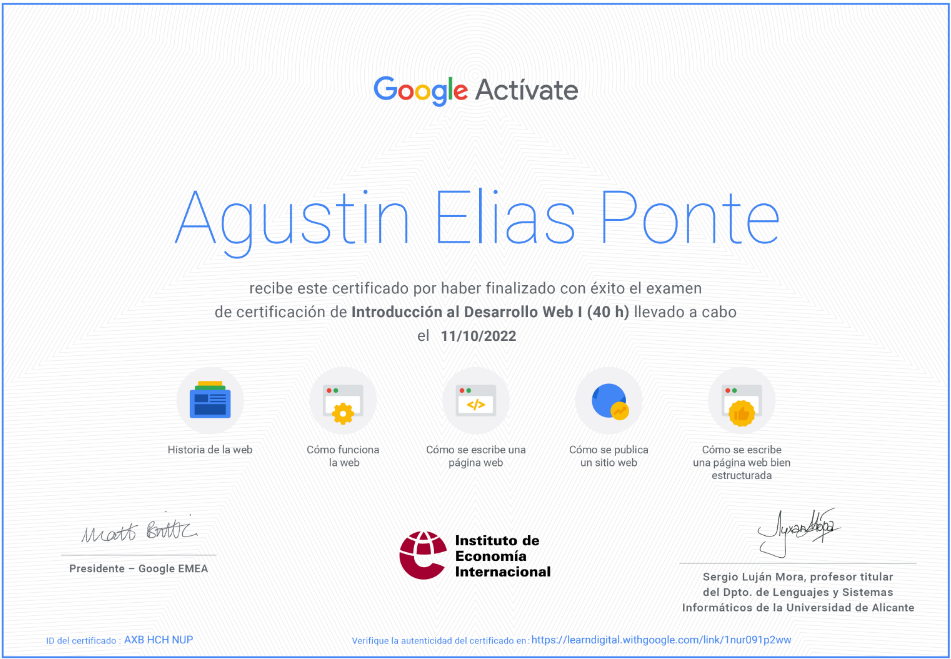 Google Actívate
Agustin Elias Ponte
recibe este certificado por haber finalizado con éxito el examen
de certificación de Introducción al Desarrollo Web I (40 h) llevado a cabo
el 11/10/2022
</>
Historia de la web
Cómo funciona
la web
Cómo se escribe una
página web
Cómo se publica
un sitio web
Cómo se escribe
una página web bien
estructurada
Matt Brittin
Presidente – Google EMEA
Instituto de
Economía
Internacional
Sergio Luján Mora, profesor titular
del Dpto. de Lenguajes y Sistemas
Informáticos de la Universidad de Alicante
ID del certificado : AXB HCH NUP
Verifique la autenticidad del certificado en: https://learndigital.withgoogle.com/link/1nur091p2ww